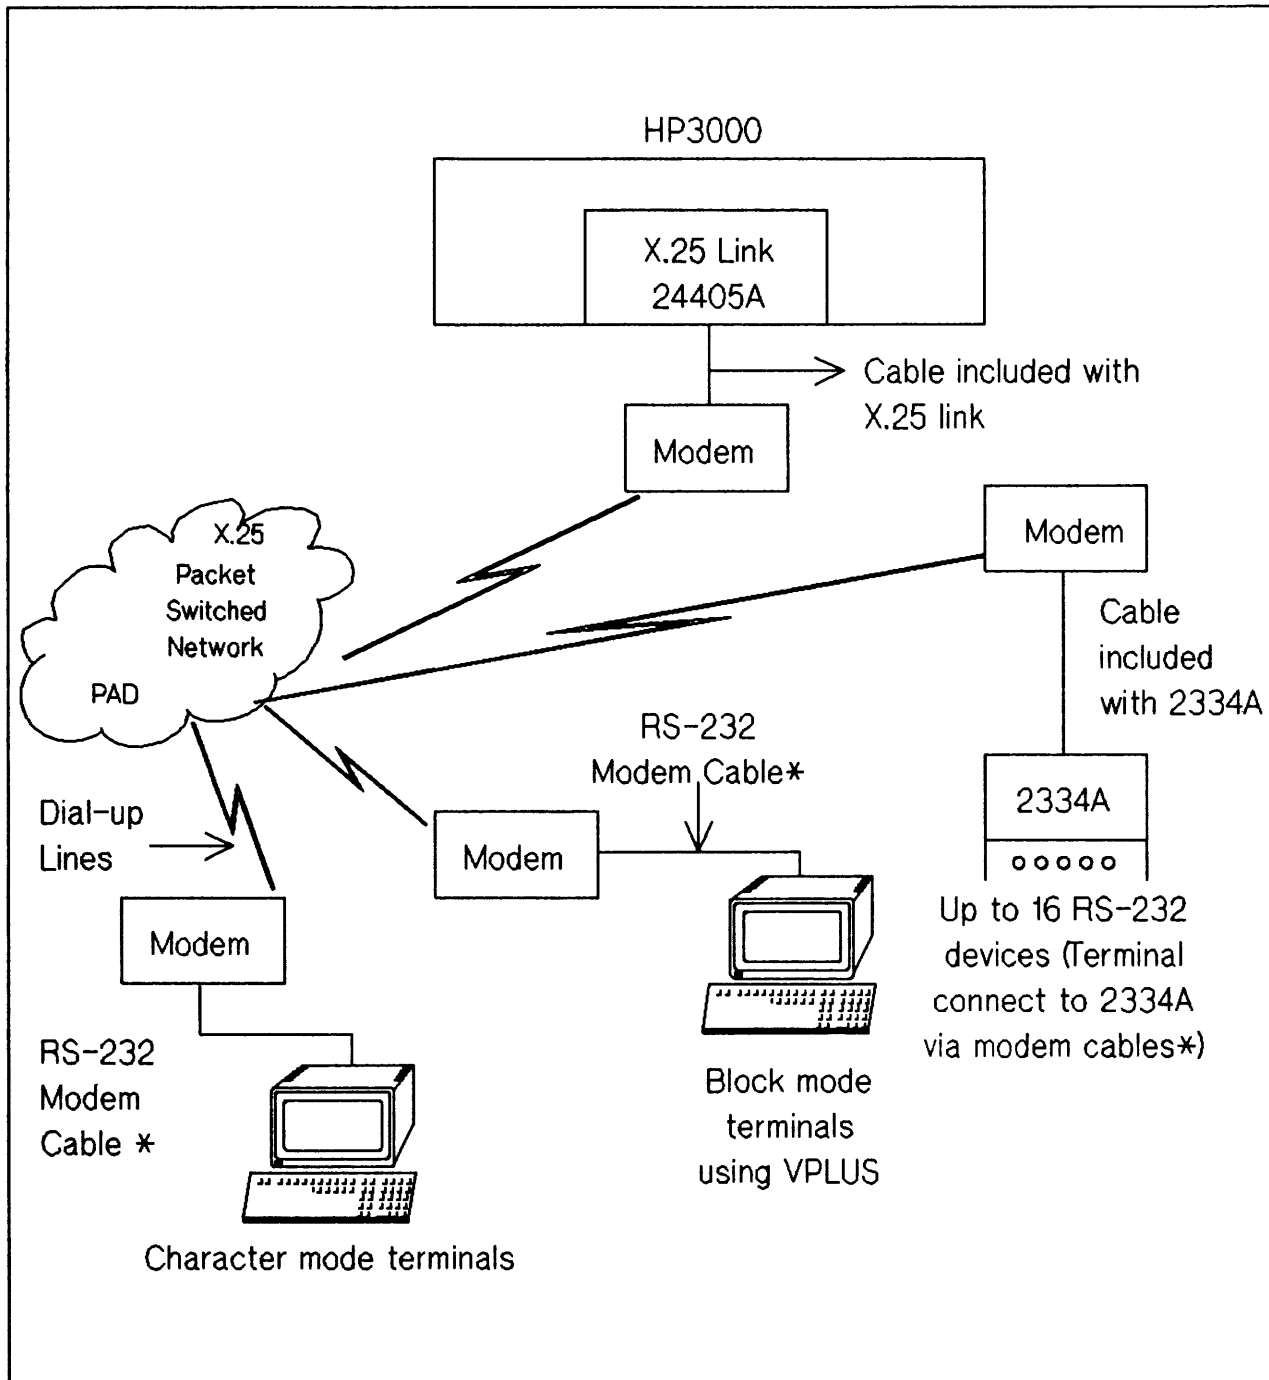 HP3000
X.25 Link
24405A
Cable included with
X.25 link
Modem
Modem
X.25
Packet
Switched
Network
PAD
Cable
included
with 2334A
RS-232
Modem Cable*
2334A
Dial-up
Lines
Modem
Modem
Up to 16 RS-232
devices (Terminal
connect to 2334A
via modem cables*)
RS-232
Modem
Cable *
Block mode
terminals
using VPLUS
Character mode terminals